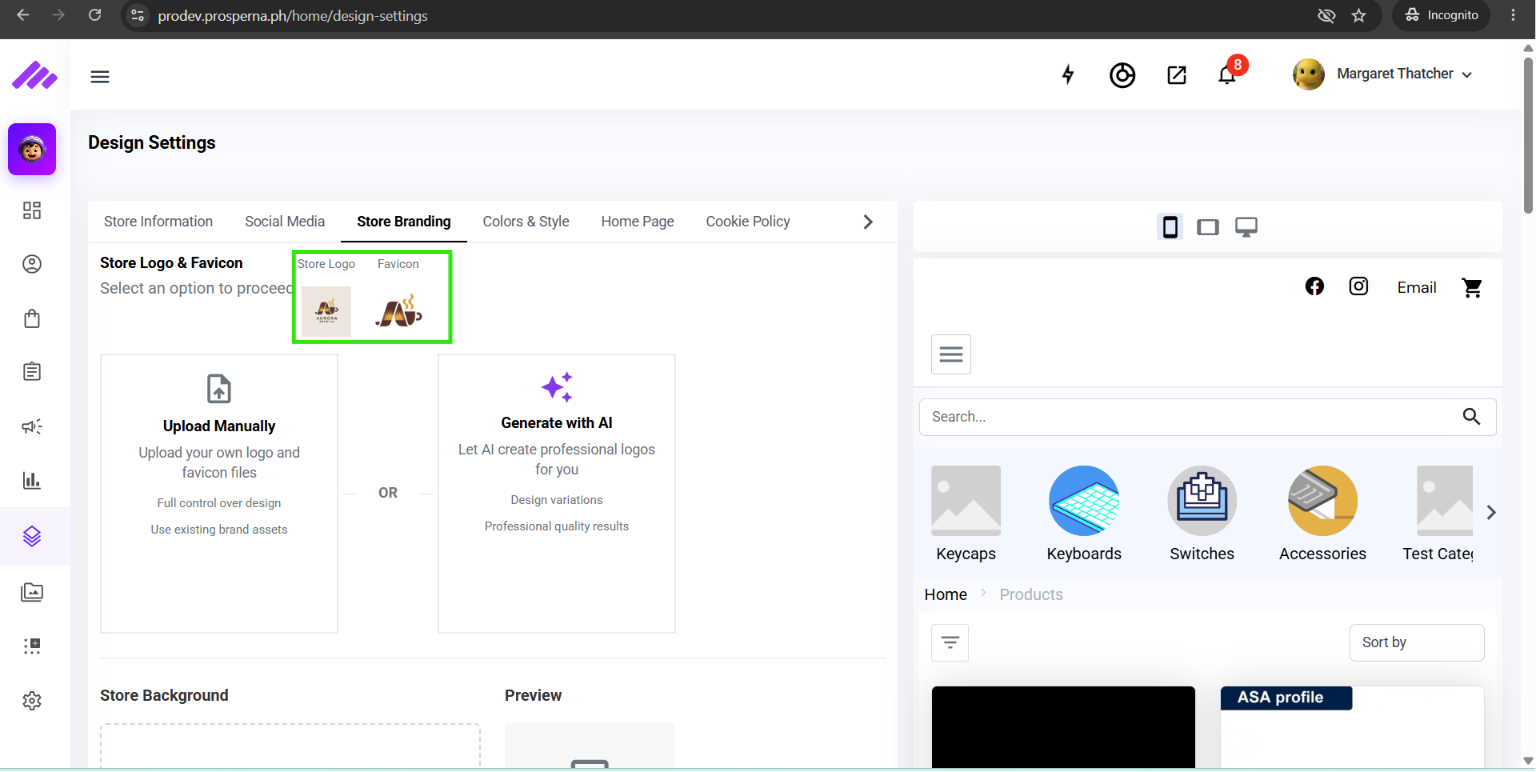 prodev.prosperna.ph/home/design-settings
Incognito
8
Margaret Thatcher
Design Settings
Store Information
Social Media
Store Branding
Colors & Style
Home Page
Cookie Policy
Store Logo & Favicon
Store Logo
Favicon
Select an option to proceed
AURORA
Email
Upload Manually
Upload your own logo and
favicon files
Full control over design
Use existing brand assets
OR
Generate with AI
Let AI create professional logos
for you
Design variations
Professional quality results
Search...
Keycaps
Keyboards
Switches
Accessories
Test Categ
Home
Products
Sort by
ASA profile
Store Background
Preview